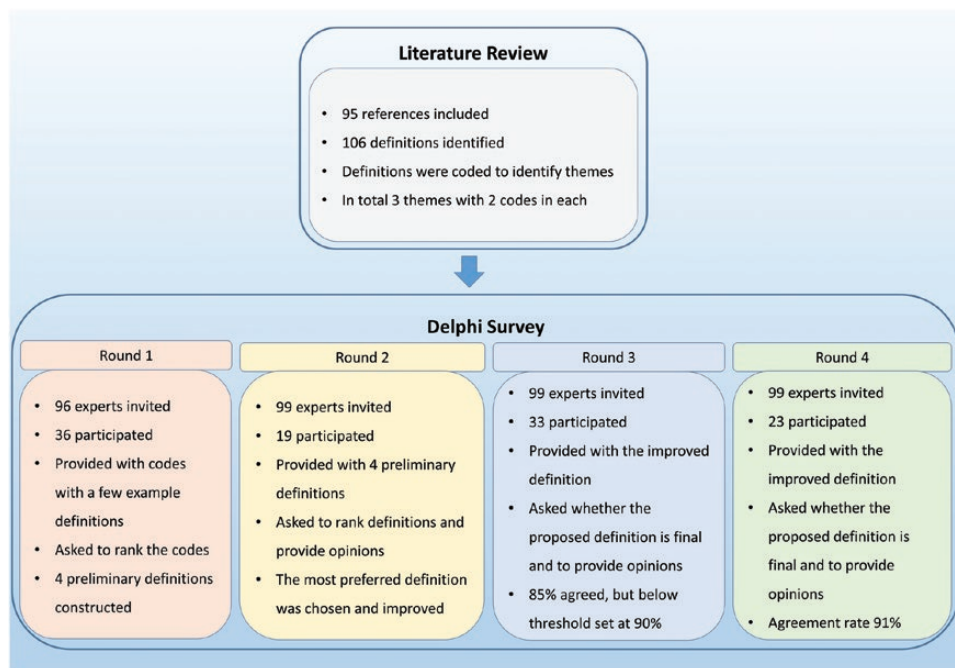 Literature Review
• 95 references included
• 106 definitions identified
• Definitions were coded to identify themes
• In total 3 themes with 2 codes in each
Delphi Survey
Round 1
• 96 experts invited
• 36 participated
• Provided with codes
with a few example
definitions
• Asked to rank the codes
• 4 preliminary definitions
constructed
Round 2
• 99 experts invited
• 19 participated
• Provided with 4 preliminary
definitions
• Asked to rank definitions and
provide opinions
• The most preferred definition
was chosen and improved
Round 3
• 99 experts invited
• 33 participated
• Provided with the improved
definition
• Asked whether the
proposed definition is final
and to provide opinions
• 85% agreed, but below
threshold set at 90%
Round 4
• 99 experts invited
• 23 participated
• Provided with the
improved definition
• Asked whether the
proposed definition is
final and to provide
opinions
• Agreement rate 91%